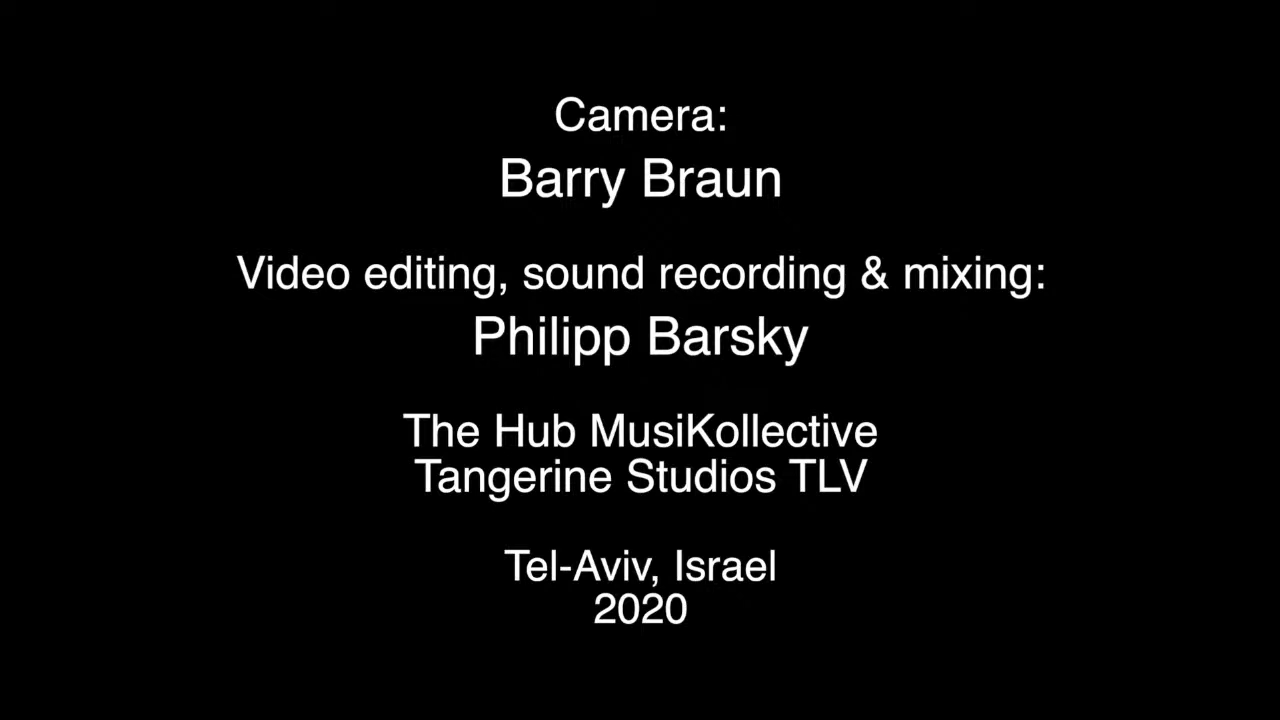 Camera:
Barry Braun
Video editing, sound recording & mixing:
Philipp Barsky
The Hub MusiKollective
Tangerine Studios TLV
Tel-Aviv, Israel
2020